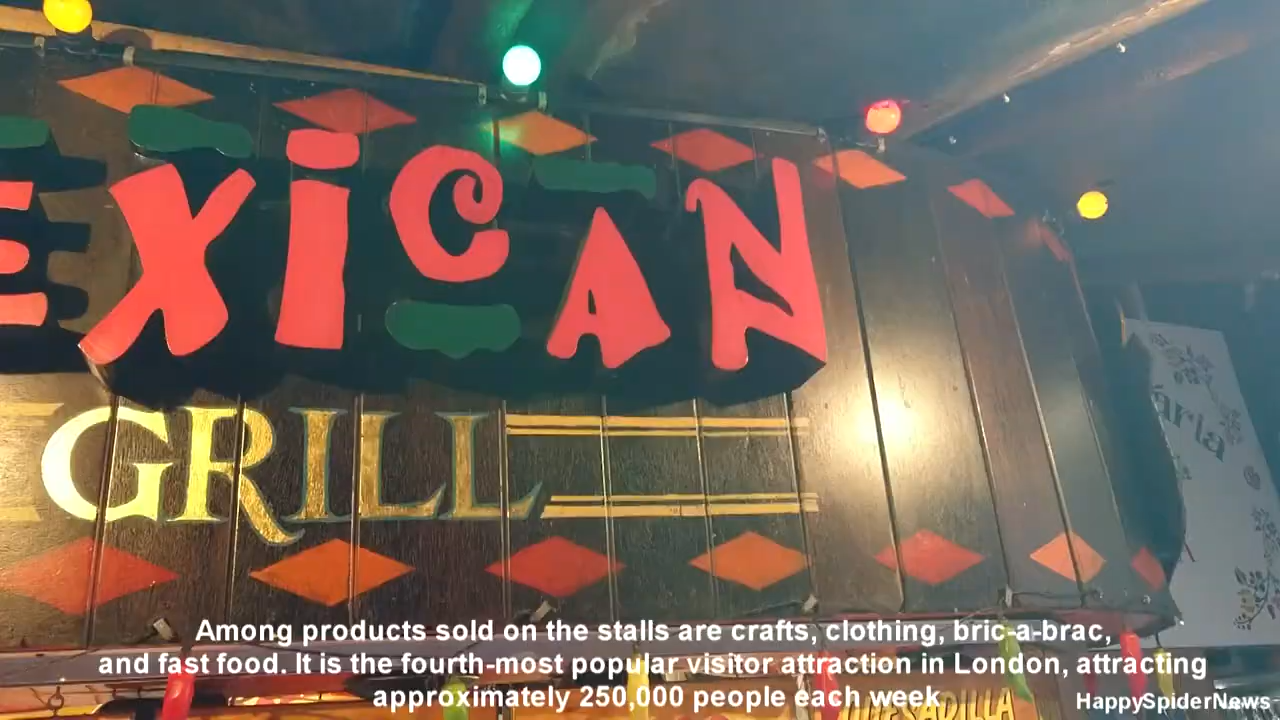 EXICAN
GRILL
arla
Among products sold on the stalls are crafts, clothing, bric-a-brac,
and fast food. It is the fourth-most popular visitor attraction in London, attracting
approximately 250,000 people each week
QUESADILLA
HappySpiderNews